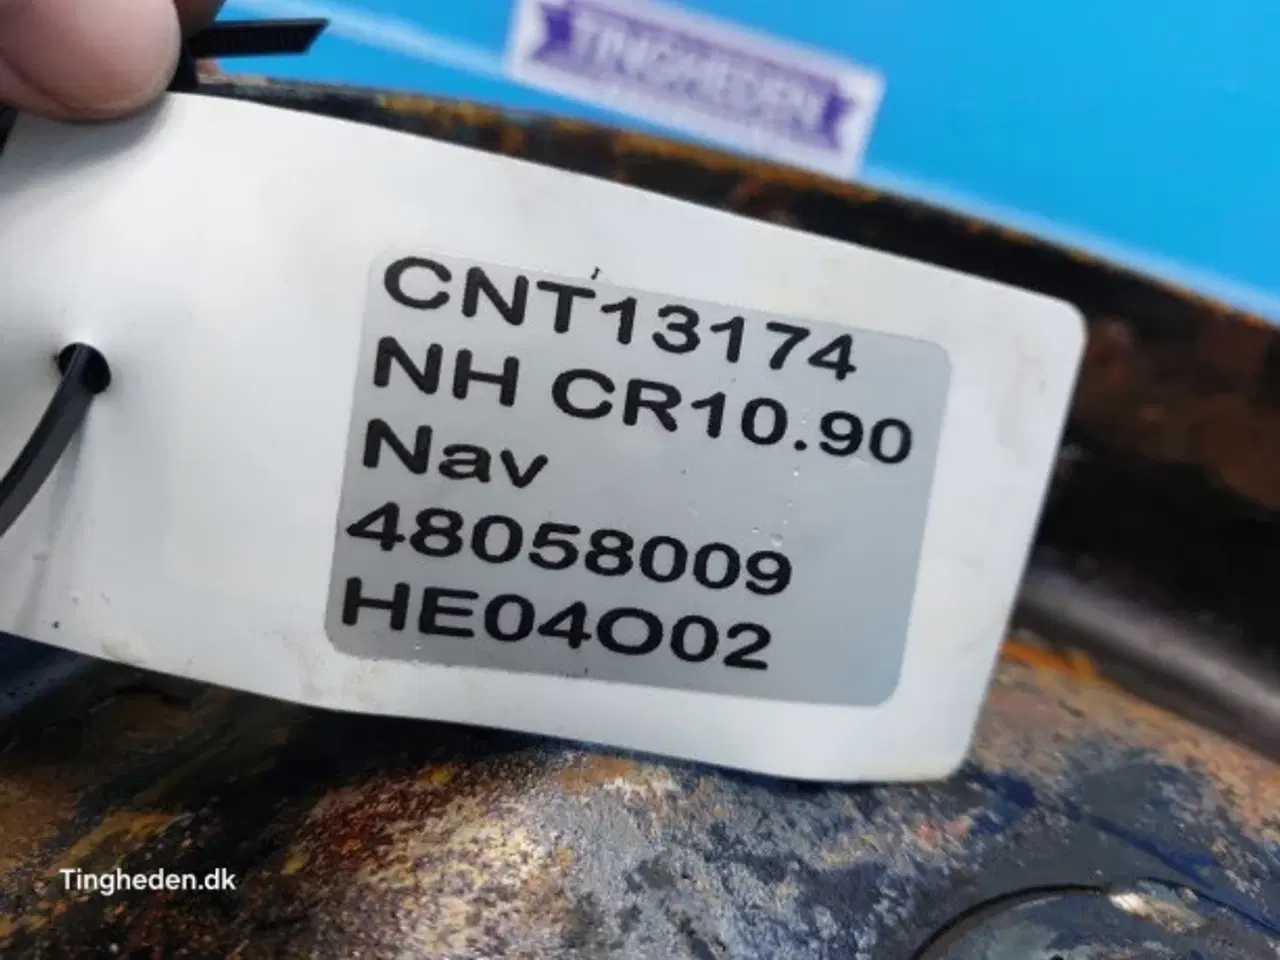 TINGHEDEN
CNT13174
NH CR10.90
Nav
48058009
HE04O02
Tingheden.dk